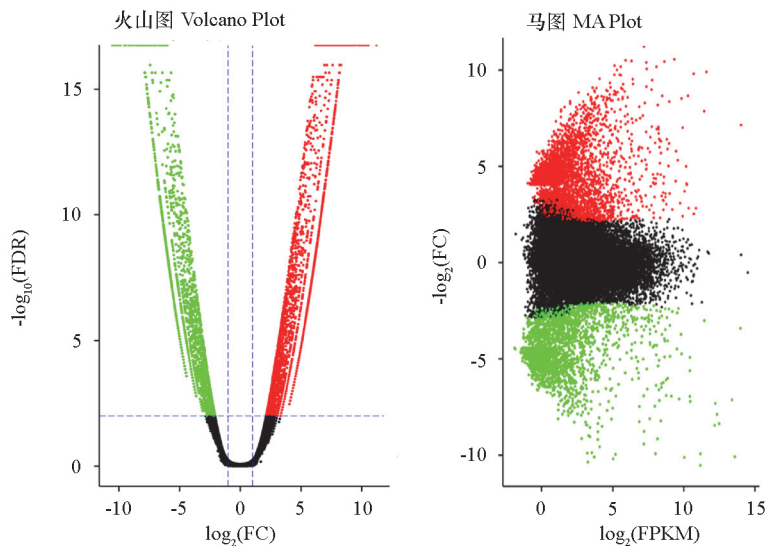 火山图 Volcano Plot
-log₁₀(FDR)
15
10
5
0
-10 -5 0 5 10
log₂(FC)
马图 MA Plot
-log₂(FC)
10
5
0
-5
-10
0 5 10 15
log₂(FPKM)